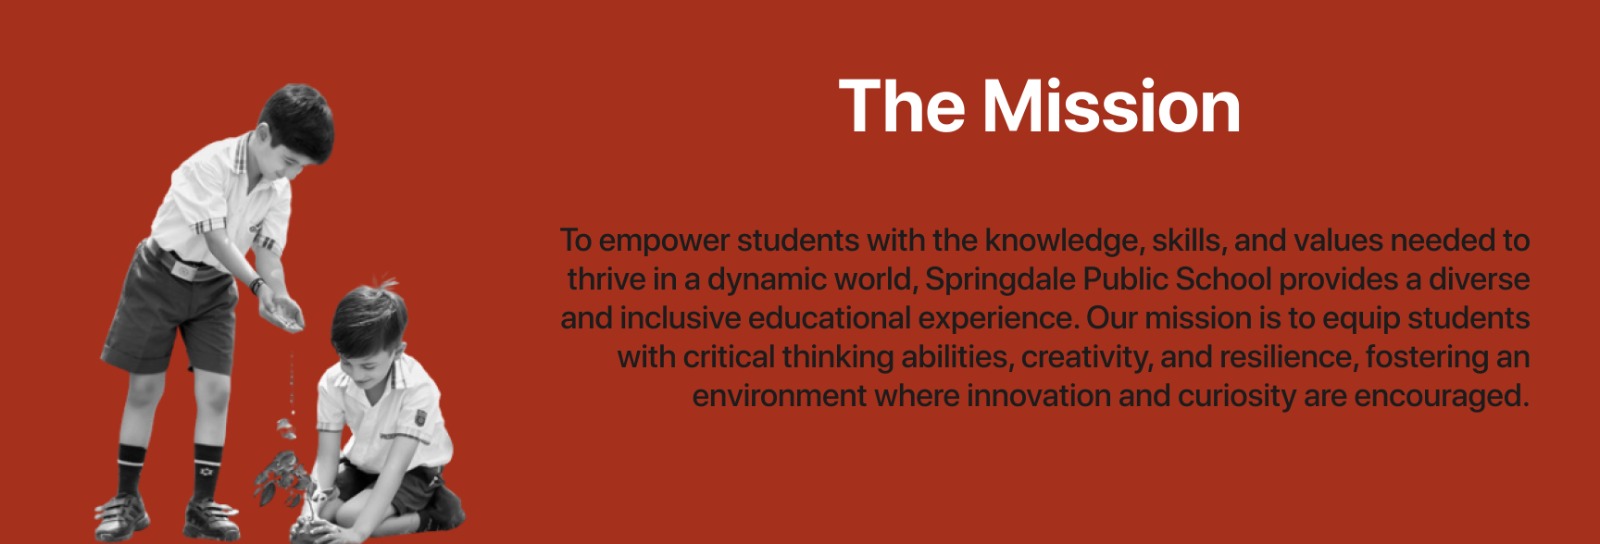 The Mission
To empower students with the knowledge, skills, and values needed to
thrive in a dynamic world, Springdale Public School provides a diverse
and inclusive educational experience. Our mission is to equip students
with critical thinking abilities, creativity, and resilience, fostering an
environment where innovation and curiosity are encouraged.